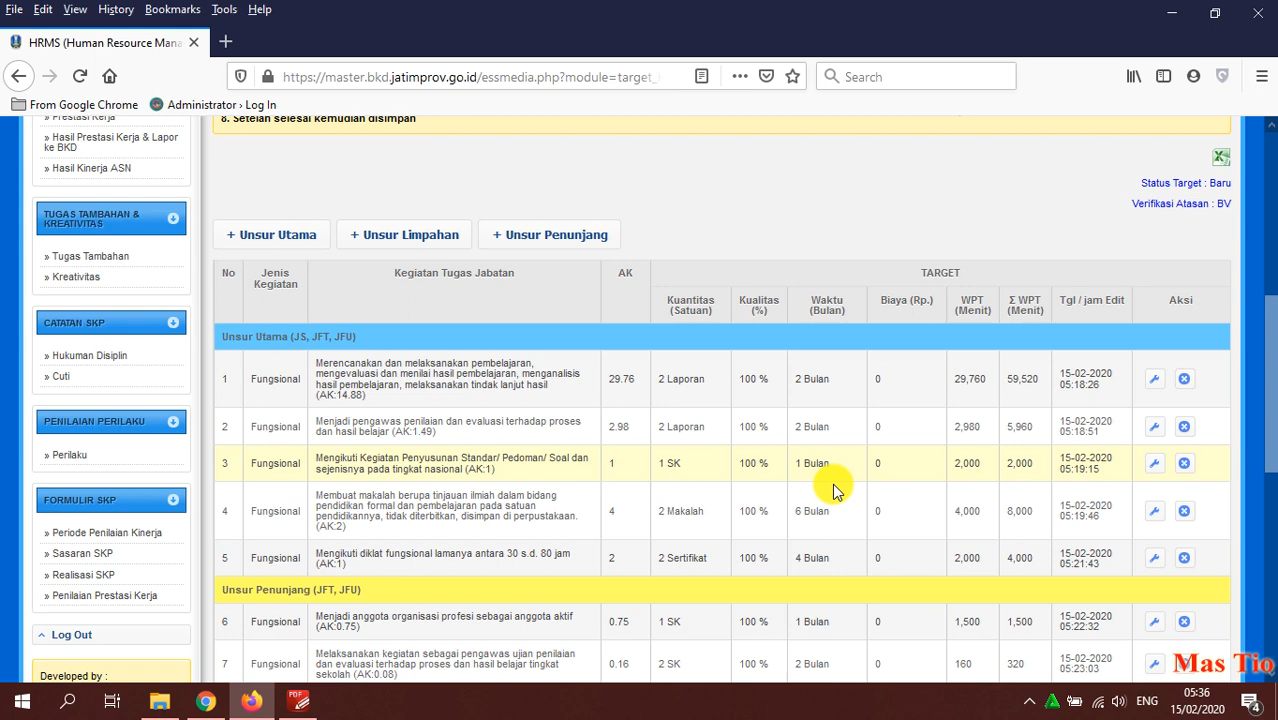 File Edit View History Bookmarks Tools Help
HRMS (Human Resource Mana
https://master.bkd.jatimprov.go.id/essmedia.php?module=target_
Search
From Google Chrome Administrator › Log In
» Prestasi Kerja
» Hasil Prestasi Kerja & Lapor
ke BKD
» Hasil Kinerja ASN
TUGAS TAMBAHAN &
KREATIVITAS
» Tugas Tambahan
» Kreativitas
CATATAN SKP
» Hukuman Disiplin
» Cuti
PENILAIAN PERILAKU
» Perilaku
FORMULIR SKP
» Periode Penilaian Kinerja
» Sasaran SKP
» Realisasi SKP
» Penilaian Prestasi Kerja
Log Out
Developed by :
8. Setelah selesai kemudian disimpan
Status Target : Baru
Verifikasi Atasan : BV
+ Unsur Utama + Unsur Limpahan + Unsur Penunjang
No Jenis Kegiatan Kegiatan Tugas Jabatan AK TARGET
Kuantitas (Satuan) Kualitas (%) Waktu (Bulan) Biaya (Rp.) WPT (Menit) Σ WPT (Menit) Tgl / jam Edit Aksi
Unsur Utama (JS, JFT, JFU)
Merencanakan dan melaksanakan pembelajaran,
mengevaluasi dan menilai hasil pembelajaran, menganalisis
1 Fungsional hasil pembelajaran, melaksanakan tindak lanjut hasil 29.76 2 Laporan 100 % 2 Bulan 0 29,760 59,520 15-02-2020 05:18:26
(AK:14.88)
2 Fungsional Menjadi pengawas penilaian dan evaluasi terhadap proses 2.98 2 Laporan 100 % 2 Bulan 0 2,980 5,960 15-02-2020 05:18:51
dan hasil belajar (AK:1.49)
3 Fungsional Mengikuti Kegiatan Penyusunan Standar/ Pedoman/ Soal dan 1 1 SK 100 % 1 Bulan 0 2,000 2,000 15-02-2020 05:19:15
sejenisnya pada tingkat nasional (AK:1)
Membuat makalah berupa tinjauan ilmiah dalam bidang
4 Fungsional pendidikan formal dan pembelajaran pada satuan 4 2 Makalah 100 % 6 Bulan 0 4,000 8,000 15-02-2020 05:19:46
pendidikannya, tidak diterbitkan, disimpan di perpustakaan.
(AK:2)
5 Fungsional Mengikuti diklat fungsional lamanya antara 30 s.d. 80 jam 2 2 Sertifikat 100 % 4 Bulan 0 2,000 4,000 15-02-2020 05:21:43
(AK:1)
Unsur Penunjang (JFT, JFU)
6 Fungsional Menjadi anggota organisasi profesi sebagai anggota aktif 0.75 1 SK 100 % 1 Bulan 0 1,500 1,500 15-02-2020 05:22:32
(AK:0.75)
Melaksanakan kegiatan sebagai pengawas ujian penilaian
7 Fungsional dan evaluasi terhadap proses dan hasil belajar tingkat 0.16 2 SK 100 % 2 Bulan 0 160 320 15-02-2020 05:23:03
sekolah (AK:0.08)
Mas Tio
ENG 05:36
15/02/2020 4